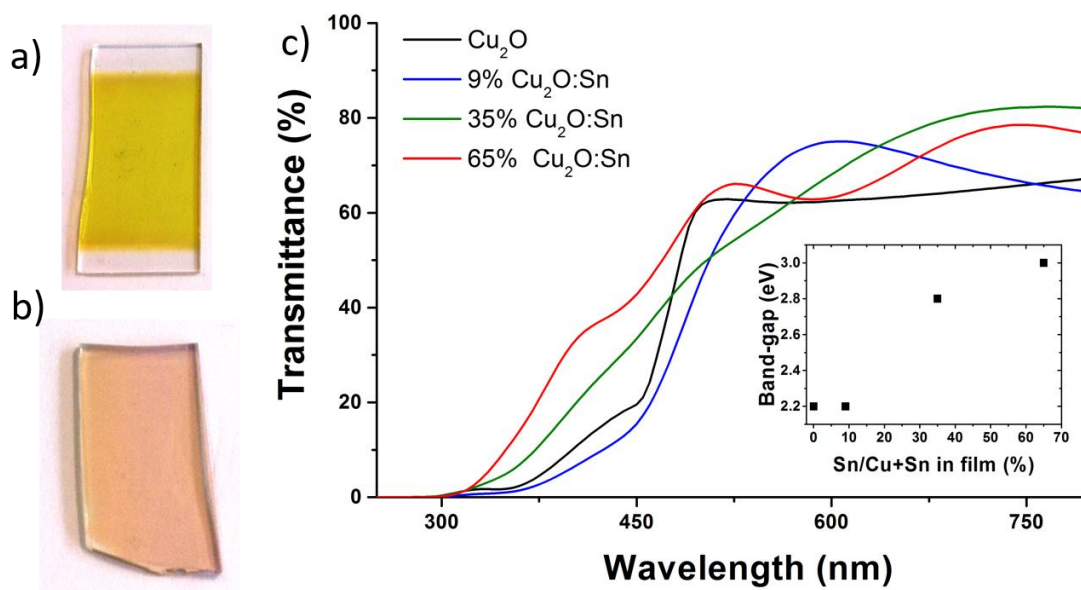 a)
b)
c)
Cu₂O
9% Cu₂O:Sn
35% Cu₂O:Sn
65% Cu₂O:Sn
Transmittance (%)
100
80
60
40
20
0
300
450
600
750
Wavelength (nm)
Band-gap (eV)
3.0
2.8
2.6
2.4
2.2
0
10
20
30
40
50
60
70
Sn/Cu+Sn in film (%)